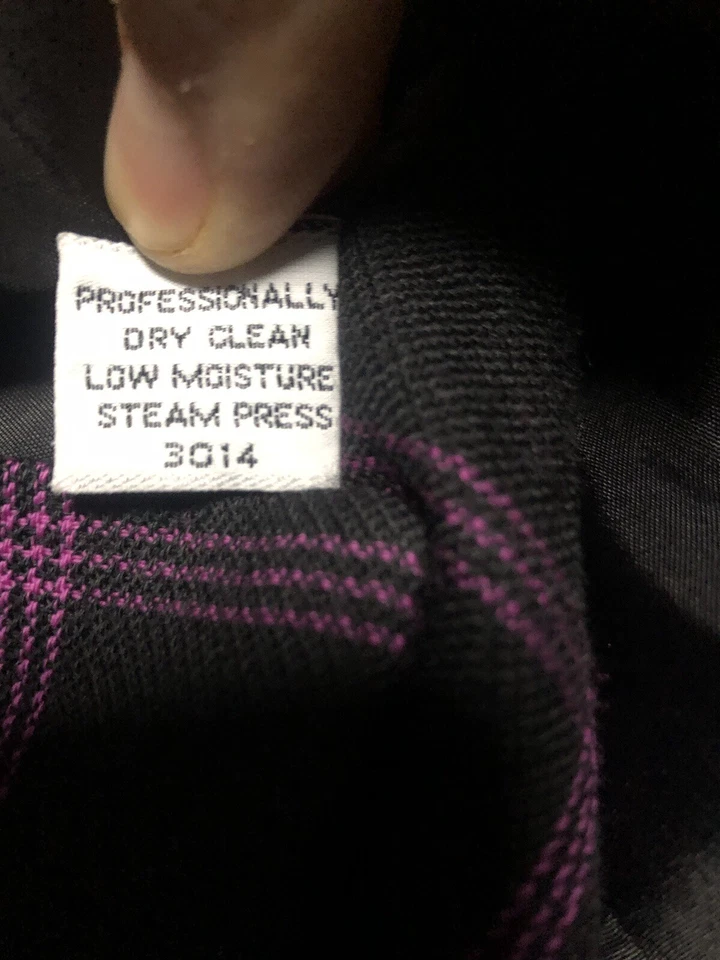 PROFESSIONALLY
DRY CLEAN
LOW MOISTURE
STEAM PRESS
3014